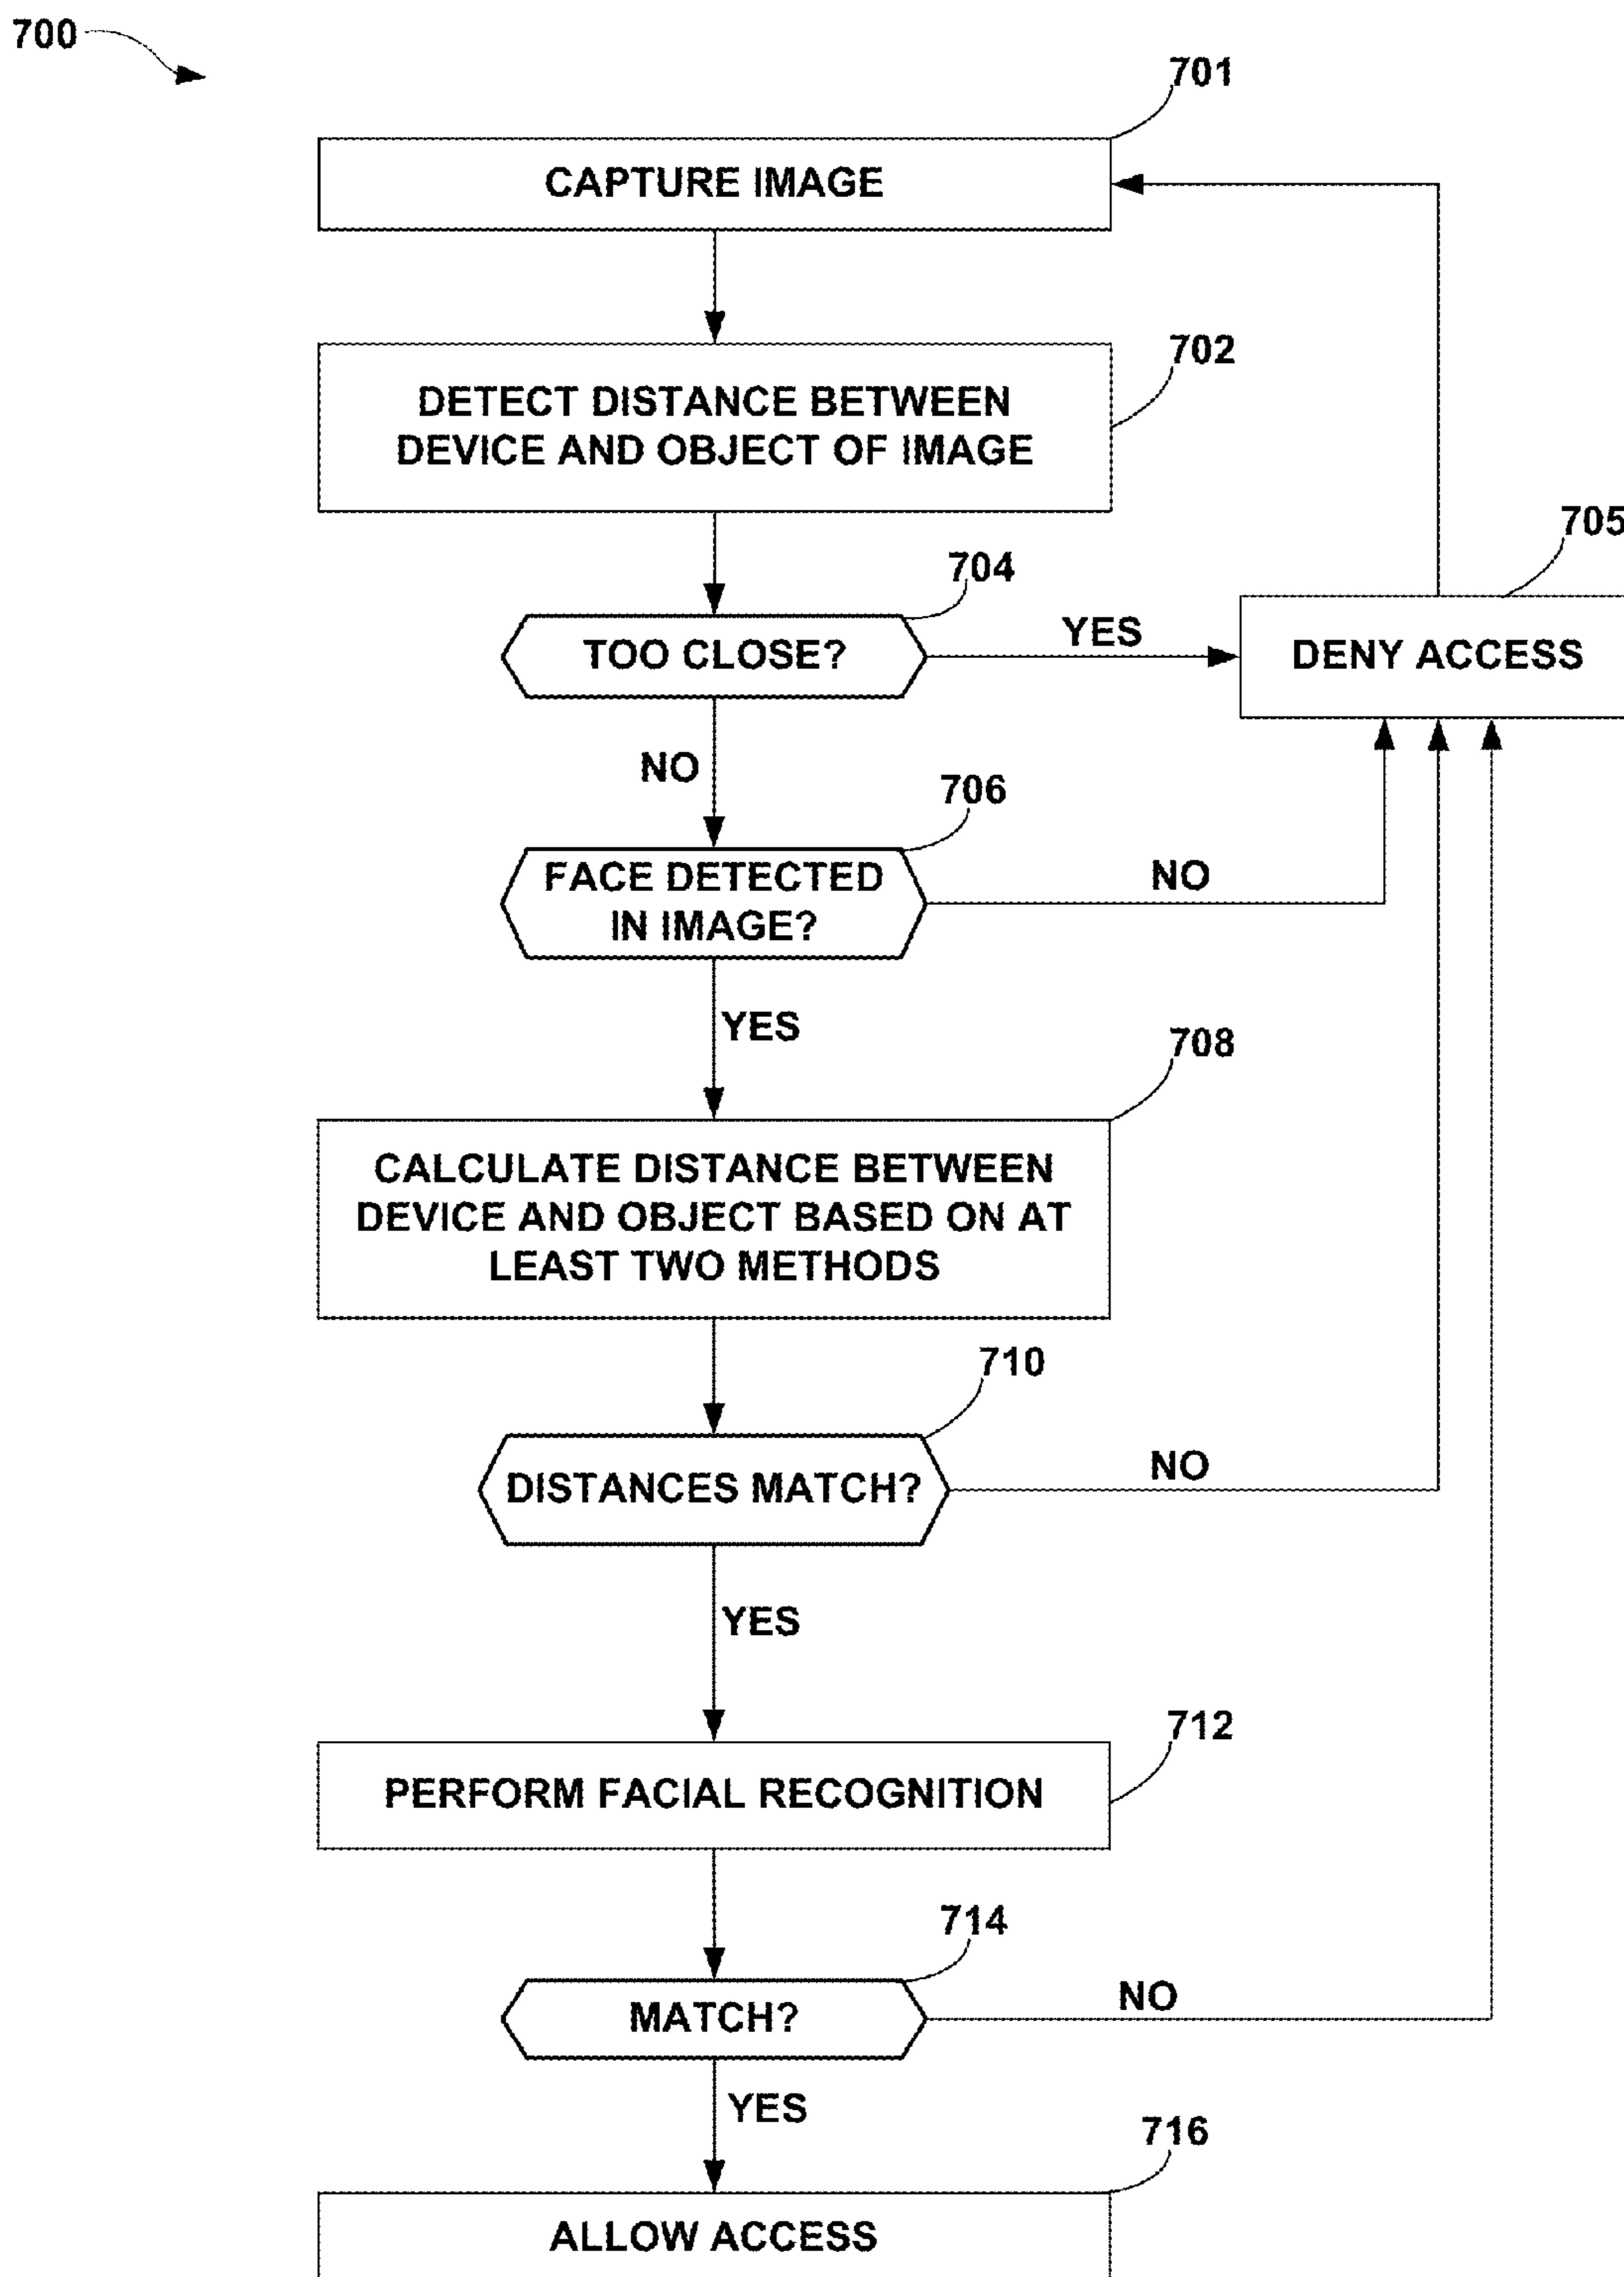 700
701
CAPTURE IMAGE
702
DETECT DISTANCE BETWEEN
DEVICE AND OBJECT OF IMAGE
704
705
TOO CLOSE?
YES
DENY ACCESS
NO
706
FACE DETECTED
IN IMAGE?
NO
YES
708
CALCULATE DISTANCE BETWEEN
DEVICE AND OBJECT BASED ON AT
LEAST TWO METHODS
710
DISTANCES MATCH?
NO
YES
712
PERFORM FACIAL RECOGNITION
714
MATCH?
NO
YES
716
ALLOW ACCESS